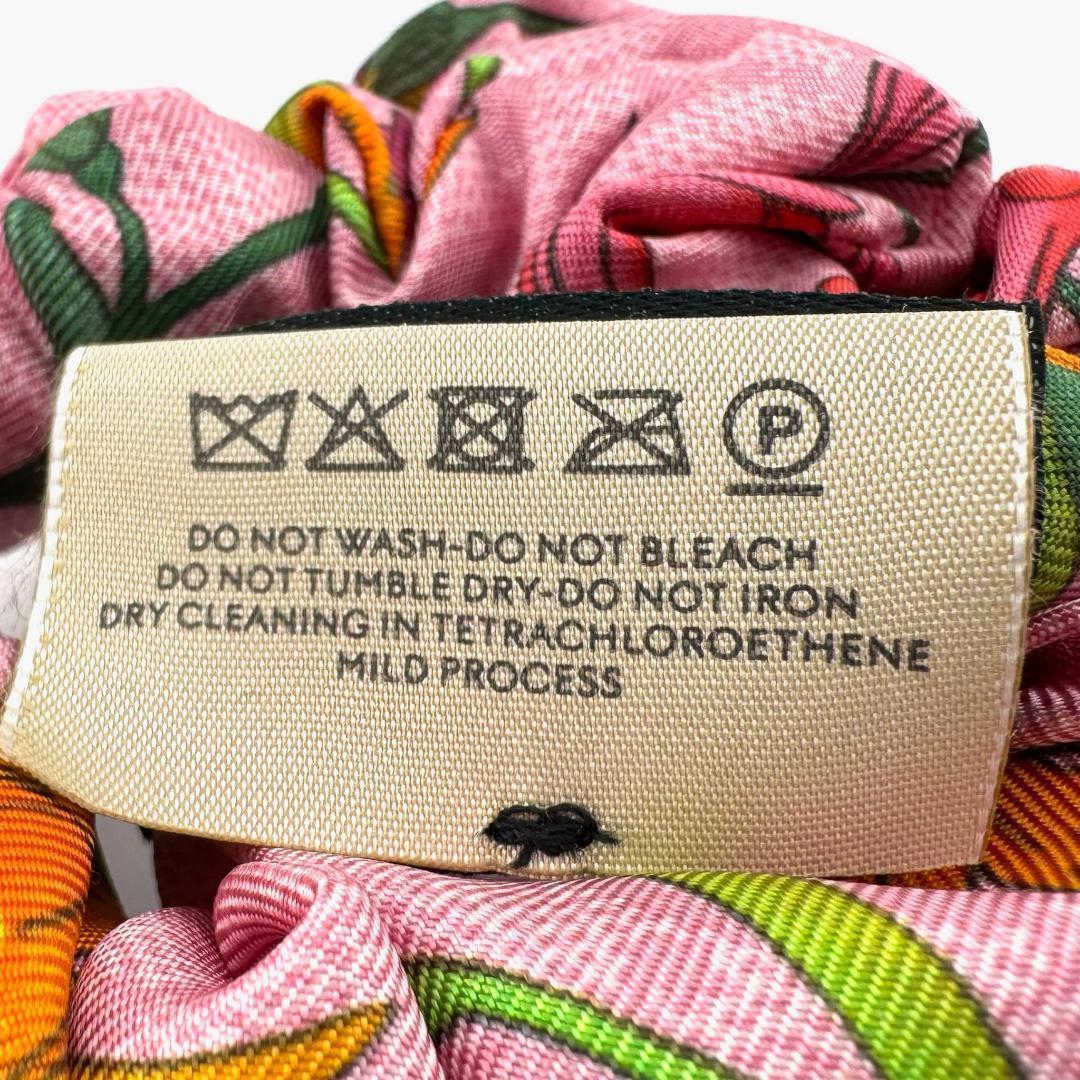 P
DO NOT WASH-DO NOT BLEACH
DO NOT TUMBLE DRY-DO NOT IRON
DRY CLEANING IN TETRACHLOROETHENE
MILD PROCESS